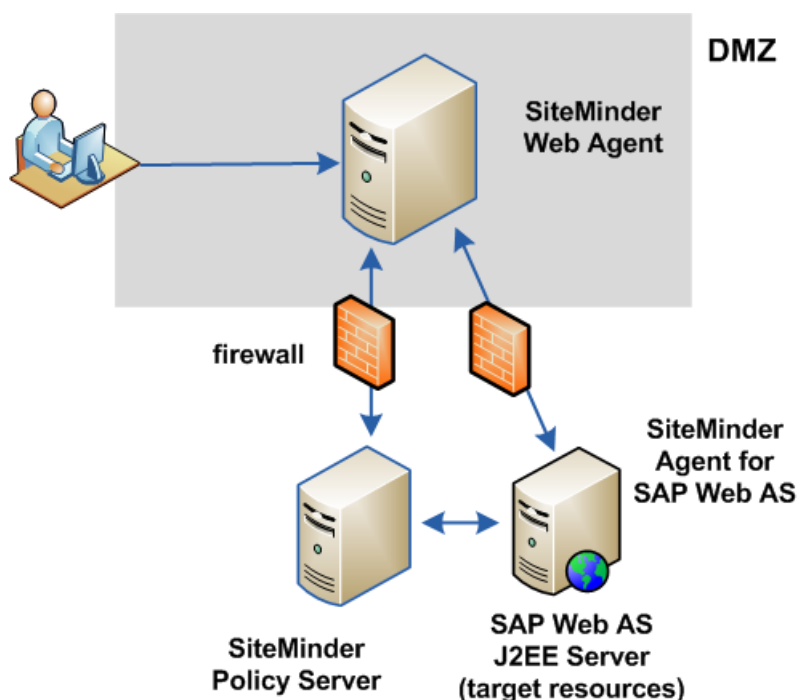 DMZ
SiteMinder
Web Agent
firewall
SiteMinder
Agent for
SAP Web AS
SiteMinder
Policy Server
SAP Web AS
J2EE Server
(target resources)